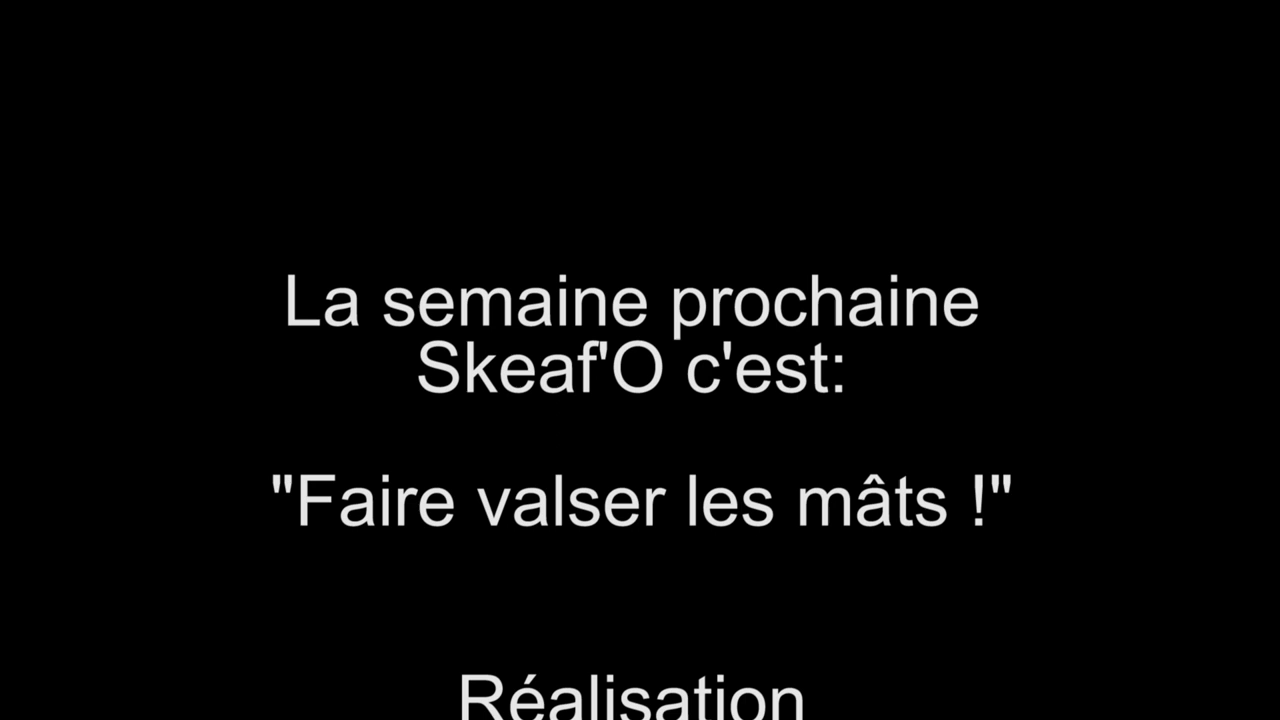 La semaine prochaine
Skeaf'O c'est:
"Faire valser les mâts !"
Réalisation